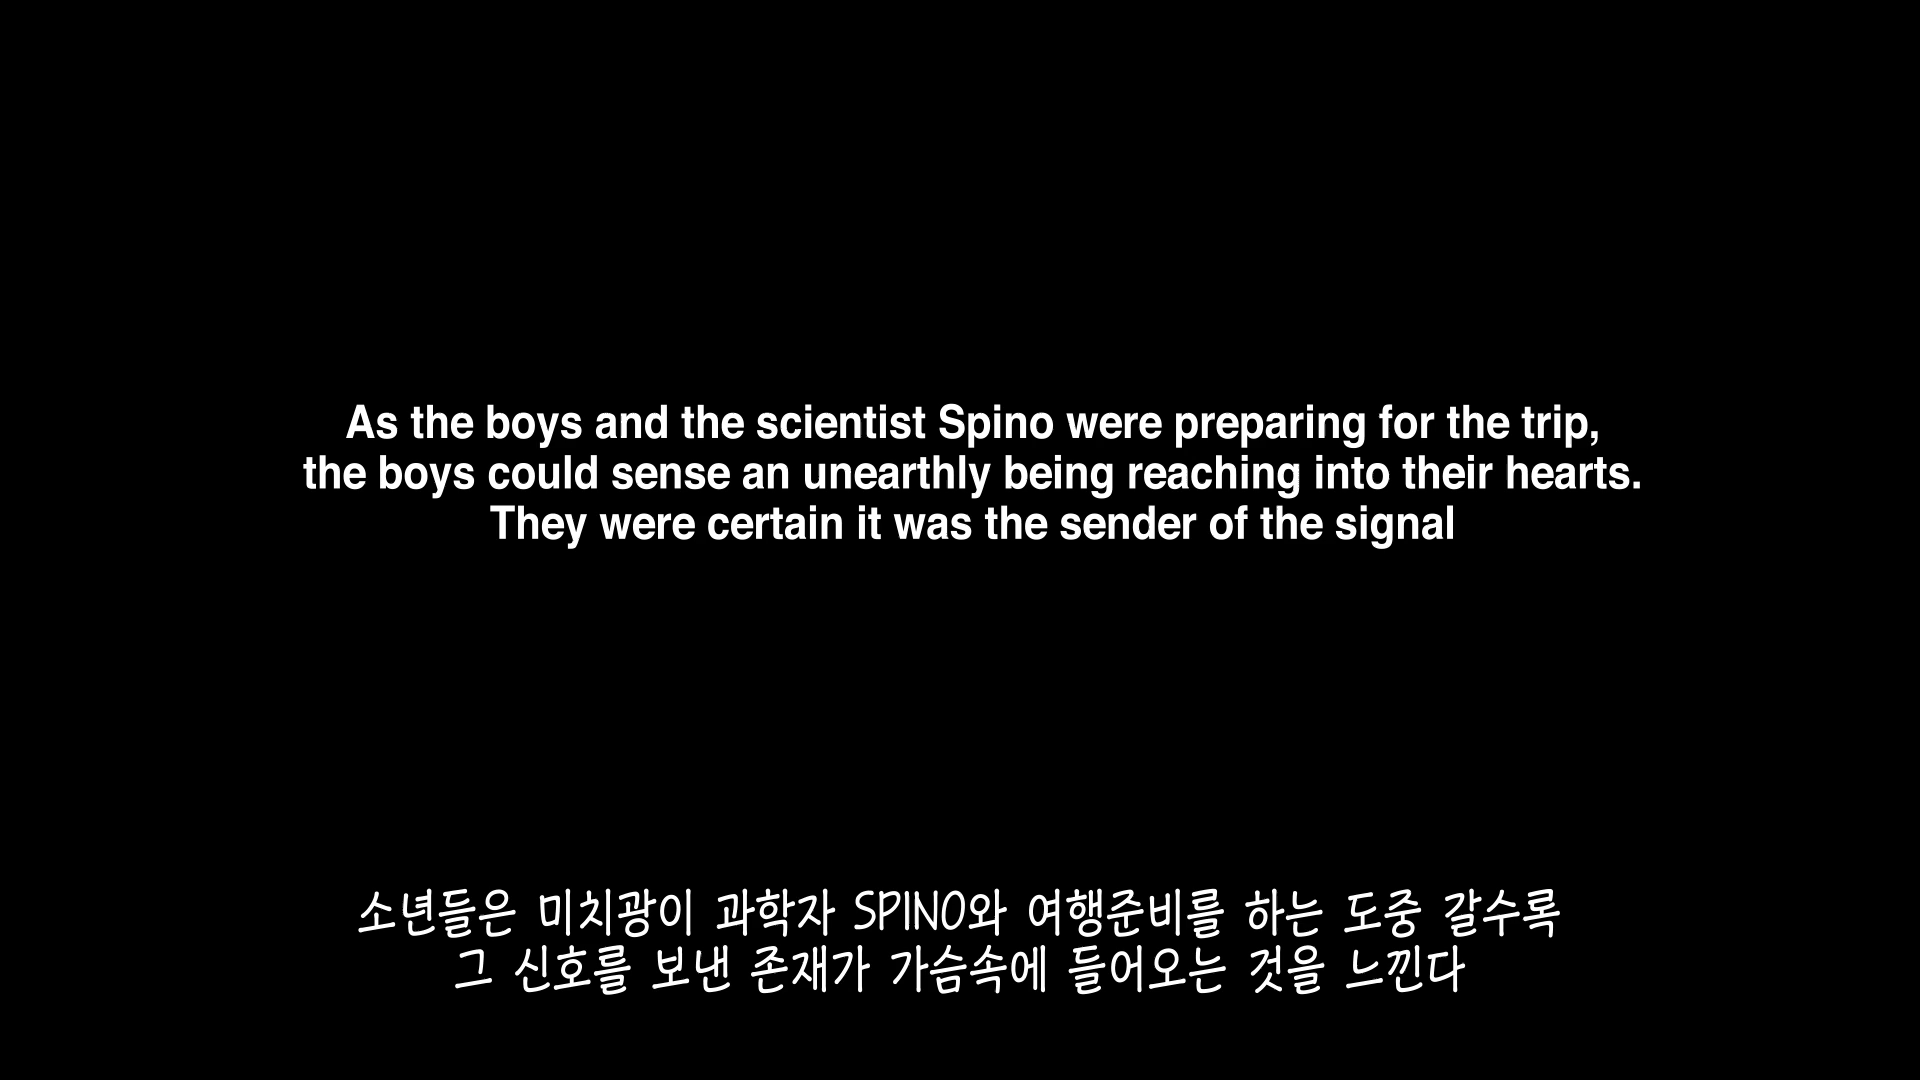 As the boys and the scientist Spino were preparing for the trip,
the boys could sense an unearthly being reaching into their hearts.
They were certain it was the sender of the signal
소년들은 미치광이 과학자 SPINO와 여행준비를 하는 도중 갈수록
그 신호를 보낸 존재가 가슴속에 들어오는 것을 느낀다